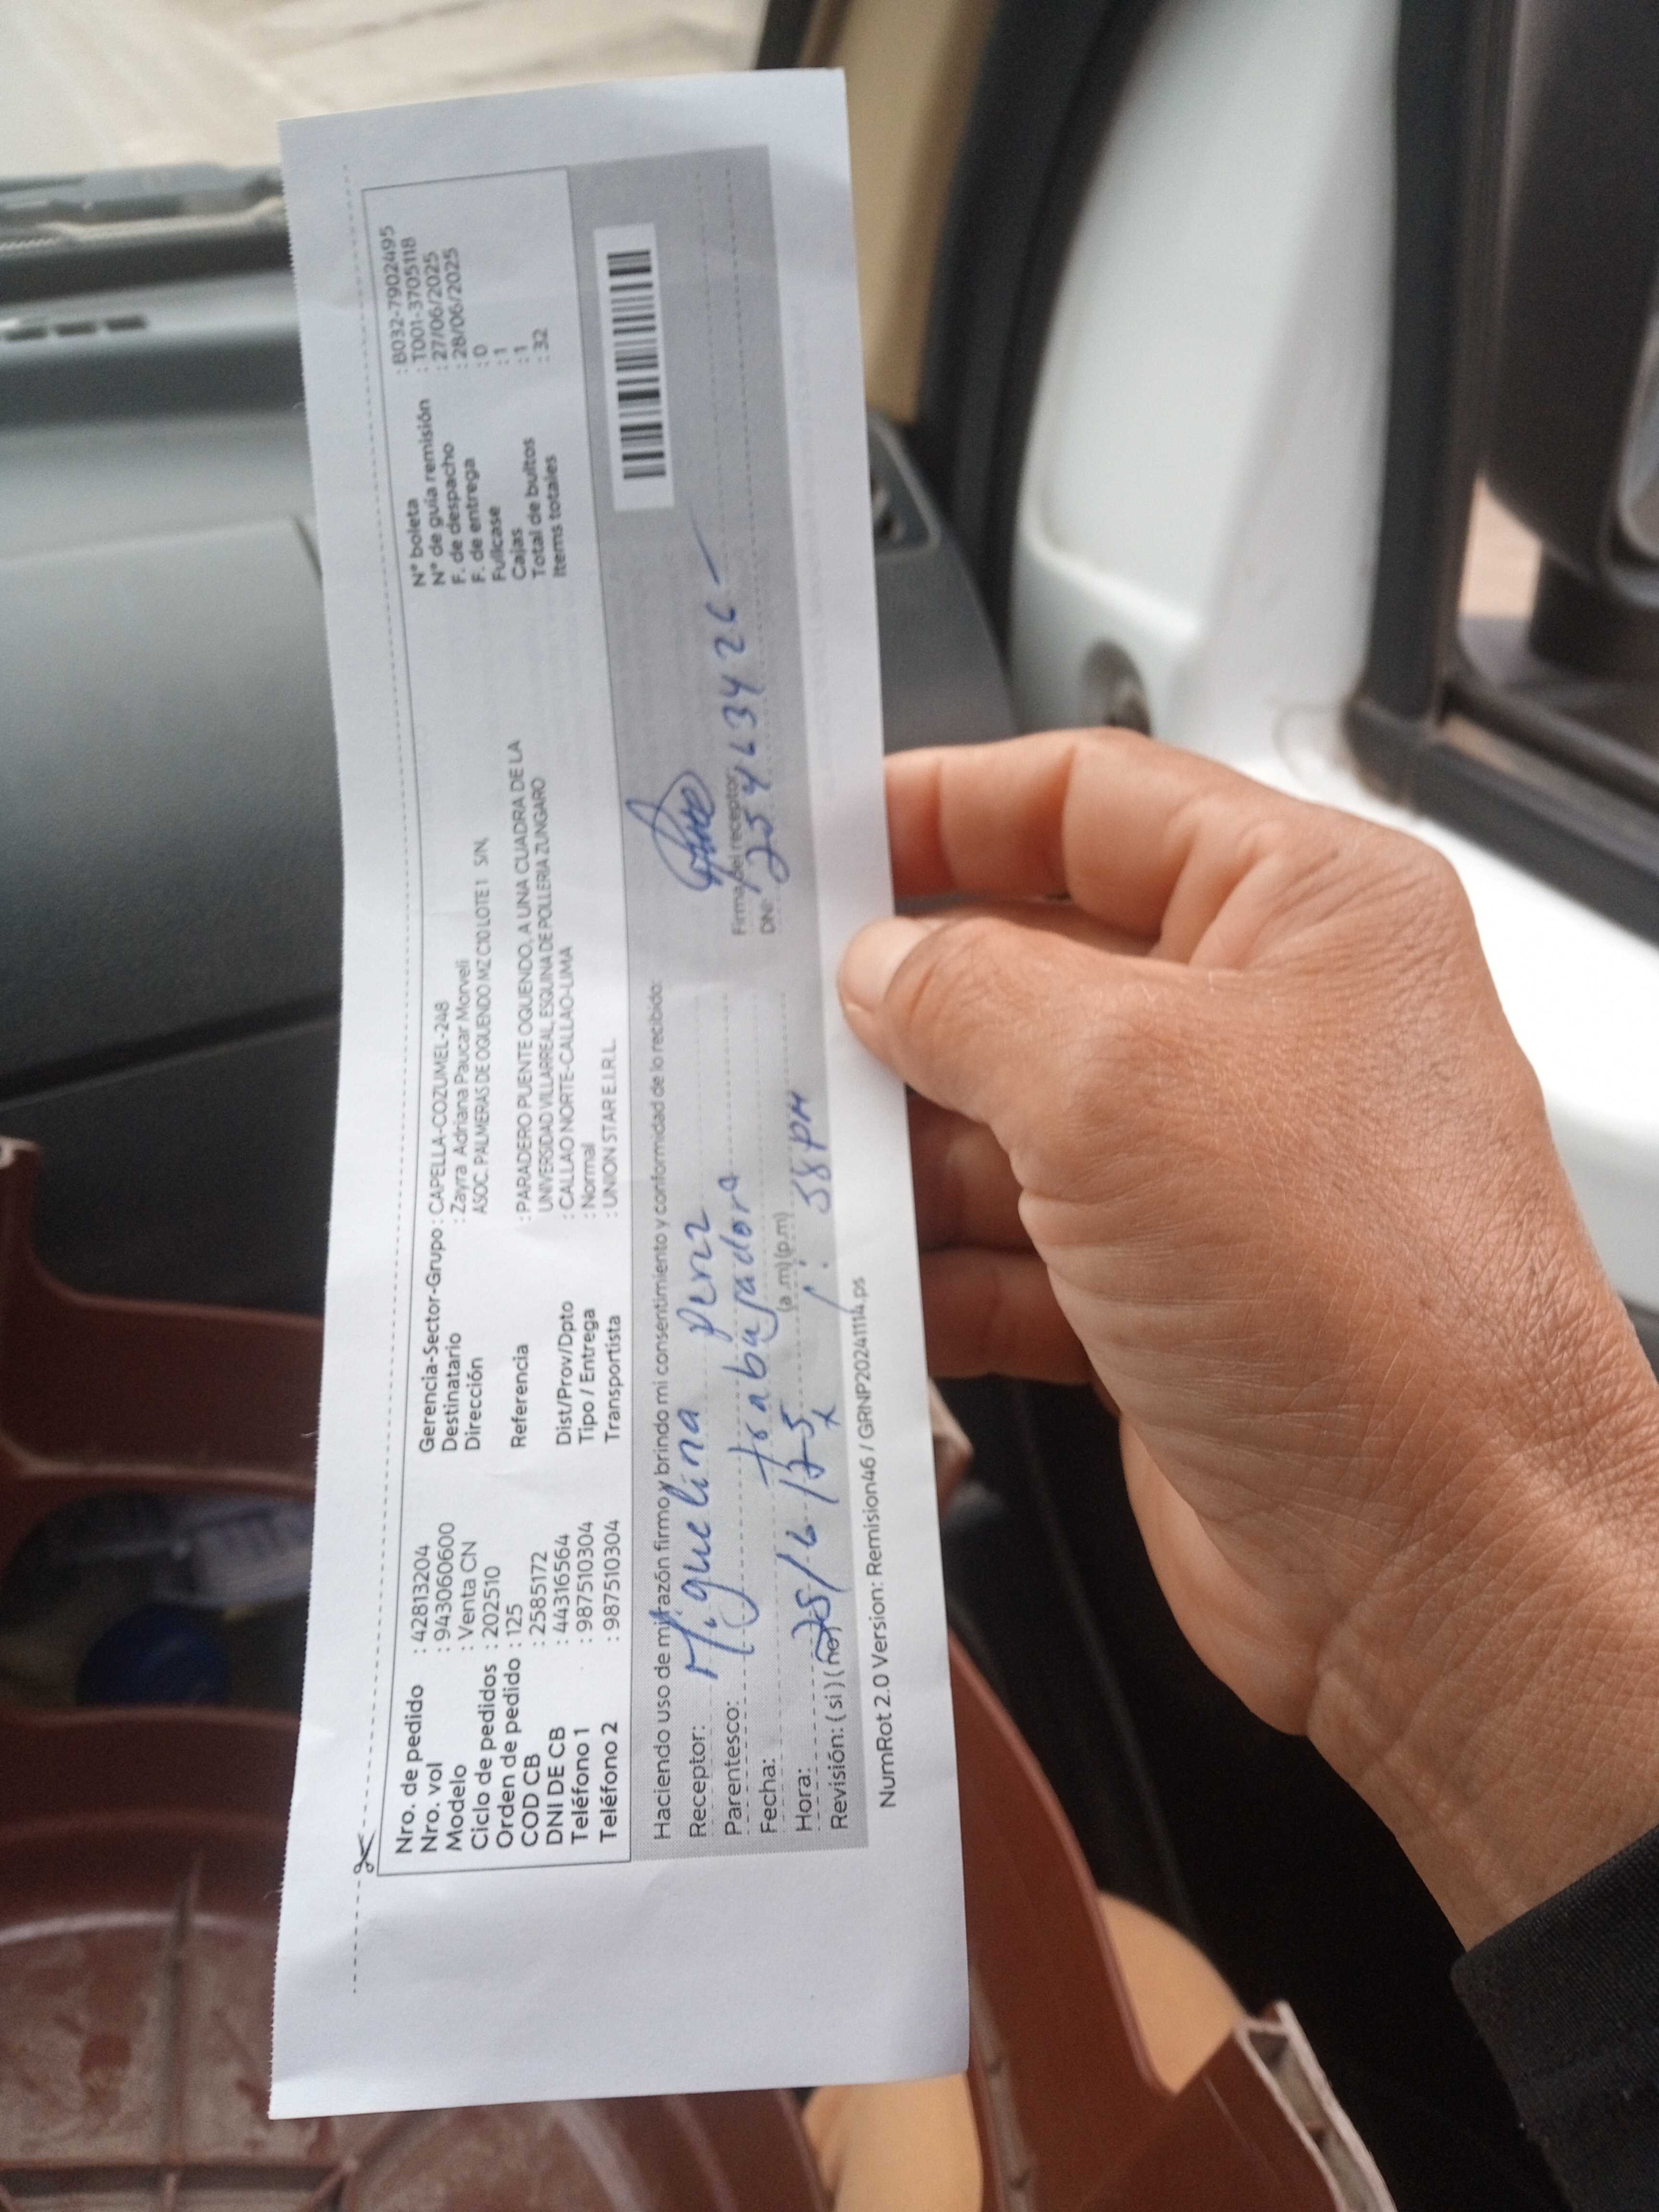 Nro. de pedido : 42813204
Nro. vol : 943060600
Modelo : Venta CN
Ciclo de pedidos : 202510
Orden de pedido : 125
COD CB : 2585172
DNI DE CB : 44316564
Teléfono 1 : 987510304
Teléfono 2 : 987510304
Gerencia-Sector-Grupo : CAPELLA-COZUMEL-248
Destinatario : Zayra Adriana Paucar Morveli
Dirección ASOC. PALMERAS DE OQUENDO MZ C10 LOTE 1 S/N,
Referencia : PARADERO PUENTE OQUENDO, A UNA CUADRA DE LA
UNIVERSIDAD VILLARREAL, ESQUINA DE POLLERIA ZUNGARO
Dist/Prov/Dpto : CALLAO NORTE-CALLAO-LIMA
Tipo / Entrega : Normal
Transportista : UNION STAR E.I.R.L.
N° boleta : B032-7902495
N° de guía remisión : T001-3705118
F. de despacho : 27/06/2025
F. de entrega : 28/06/2025
Fullcase : 0
Cajas : 1
Total de bultos : 1
Items totales : 32
Haciendo uso de mi razón firmo y brindo mi consentimiento y conformidad de lo recibido:
Receptor: Miguelina
Parentesco: trabajadora
Fecha:
Hora: (a .m) (p.m)
58 PM
Revisión: ( si ) ( no )
Firma del receptor
DNI:
NumRot 2.0 Version: Remision46 / GRNP20241114.ps